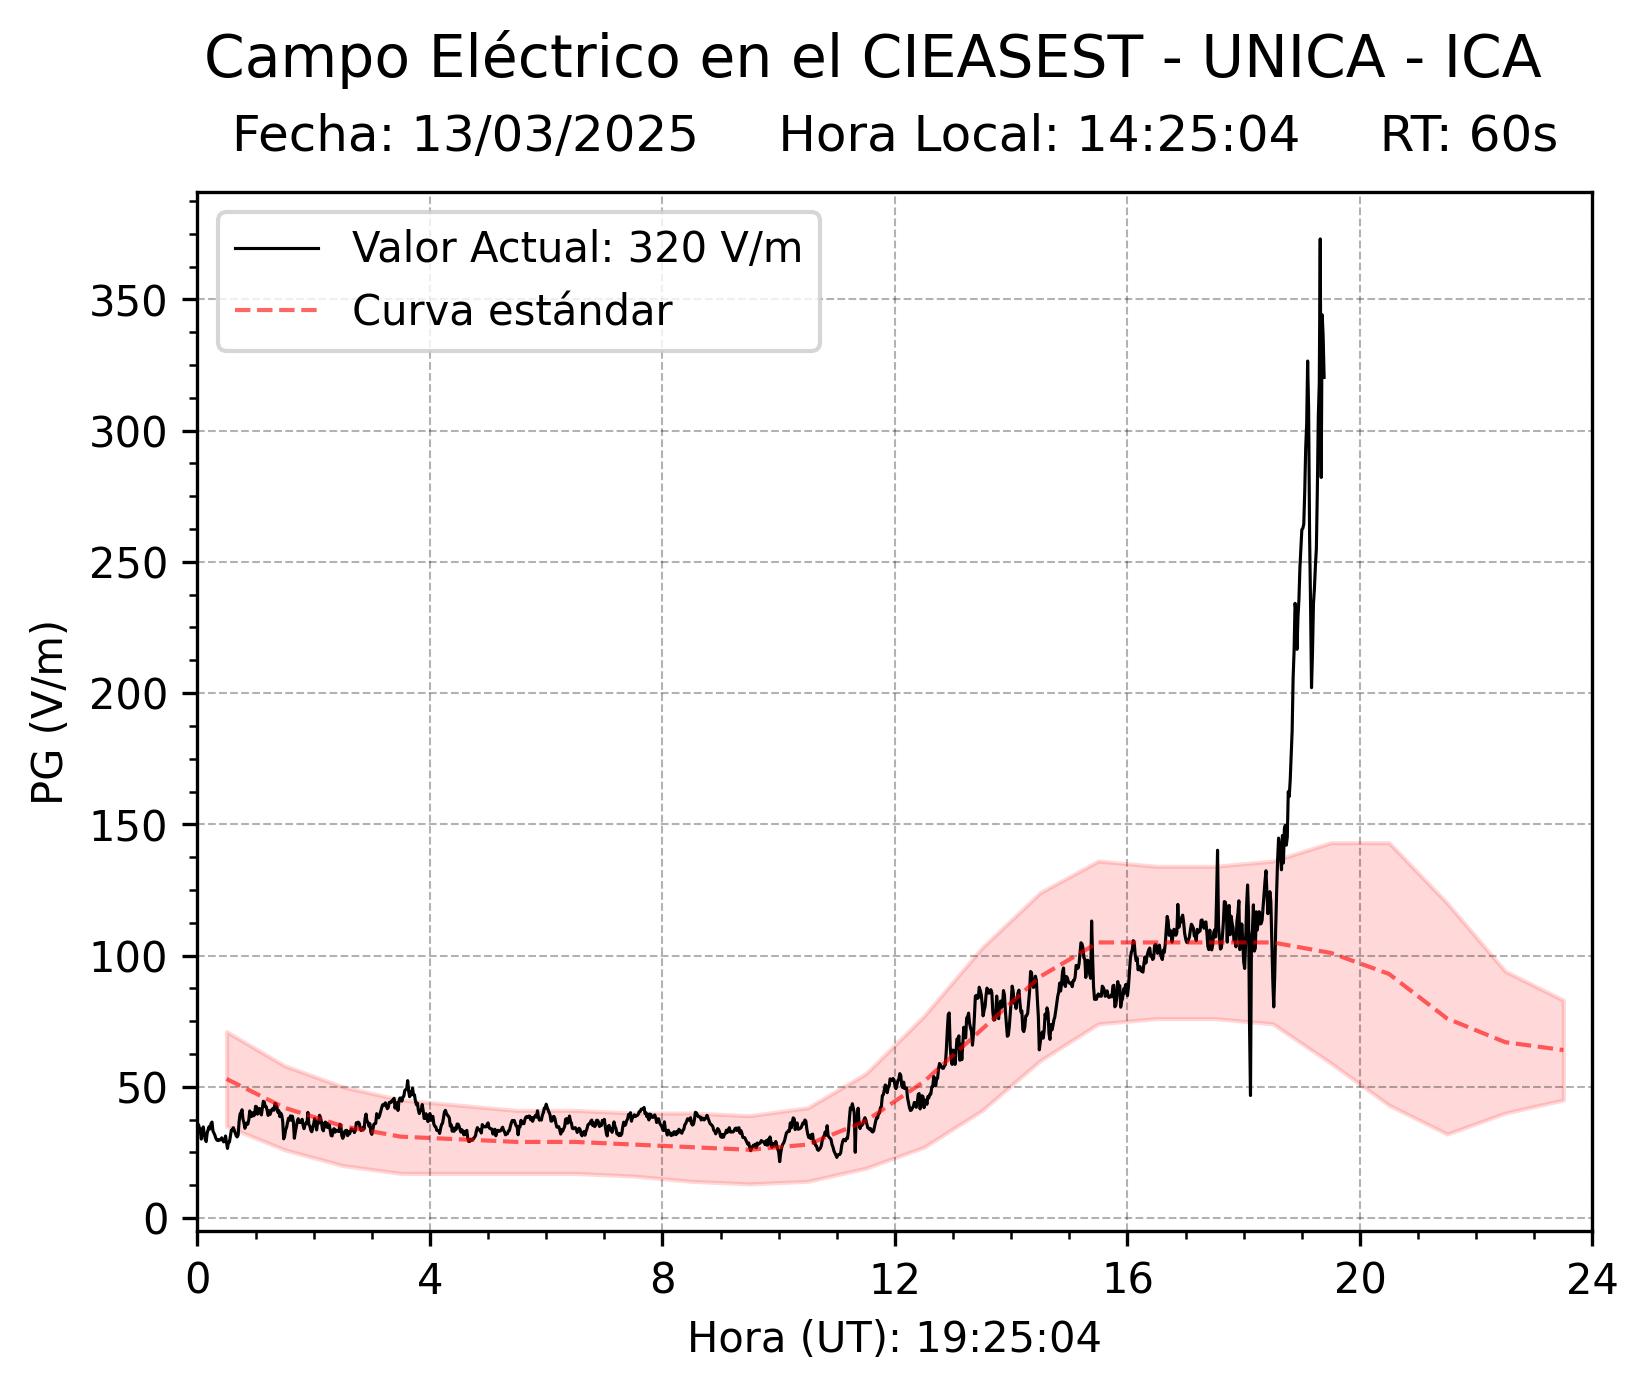 Campo Eléctrico en el CIEASEST - UNICA - ICA
Fecha: 13/03/2025 Hora Local: 14:25:04 RT: 60s
Valor Actual: 320 V/m
Curva estándar
PG (V/m)
350
300
250
200
150
100
50
0
0 4 8 12 16 20 24
Hora (UT): 19:25:04